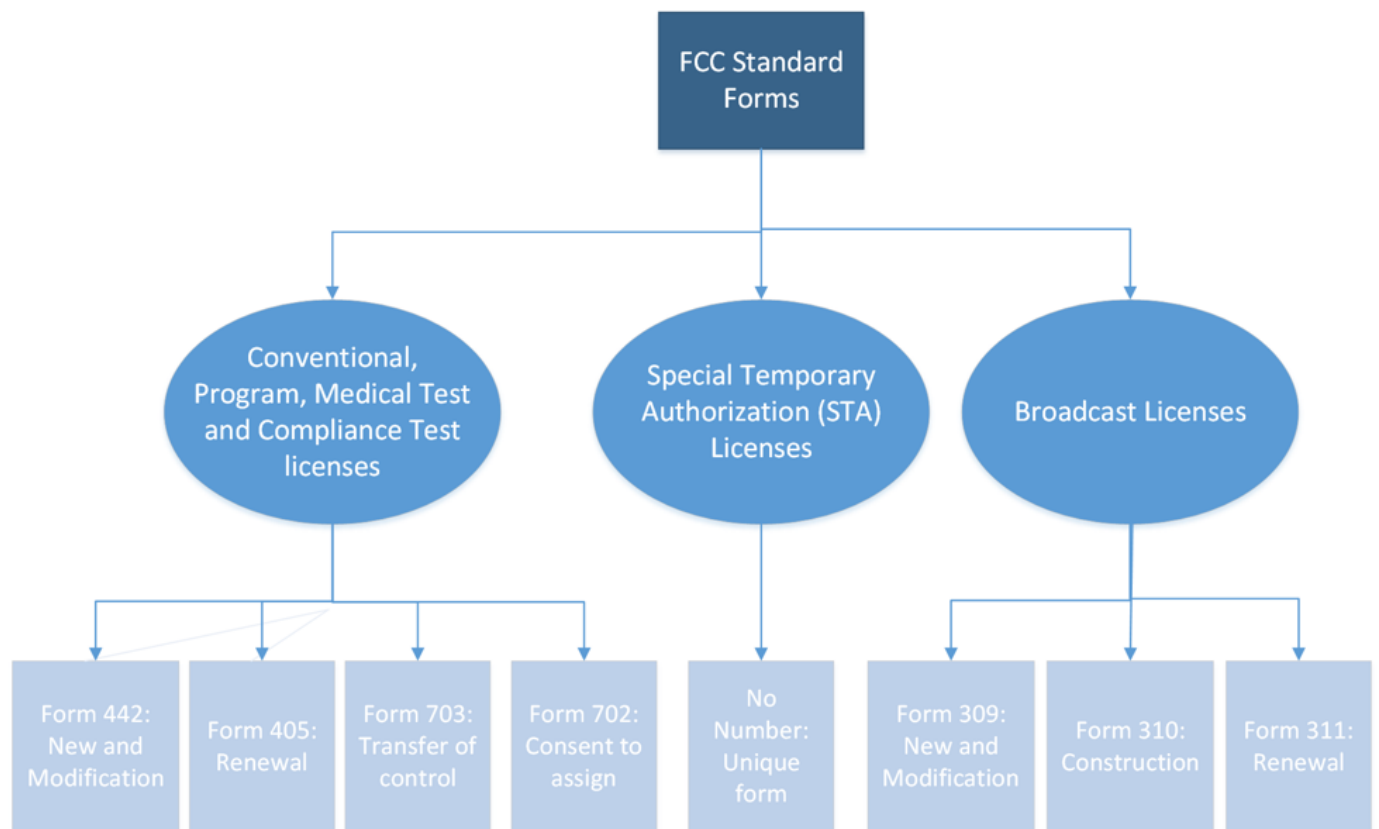 FCC Standard
Forms
Conventional,
Program, Medical Test
and Compliance Test
licenses
Special Temporary
Authorization (STA)
Licenses
Broadcast Licenses
Form 442:
New and
Modification
Form 405:
Renewal
Form 703:
Transfer of
control
Form 702:
Consent to
assign
No
Number:
Unique
form
Form 309:
New and
Modification
Form 310:
Construction
Form 311:
Renewal